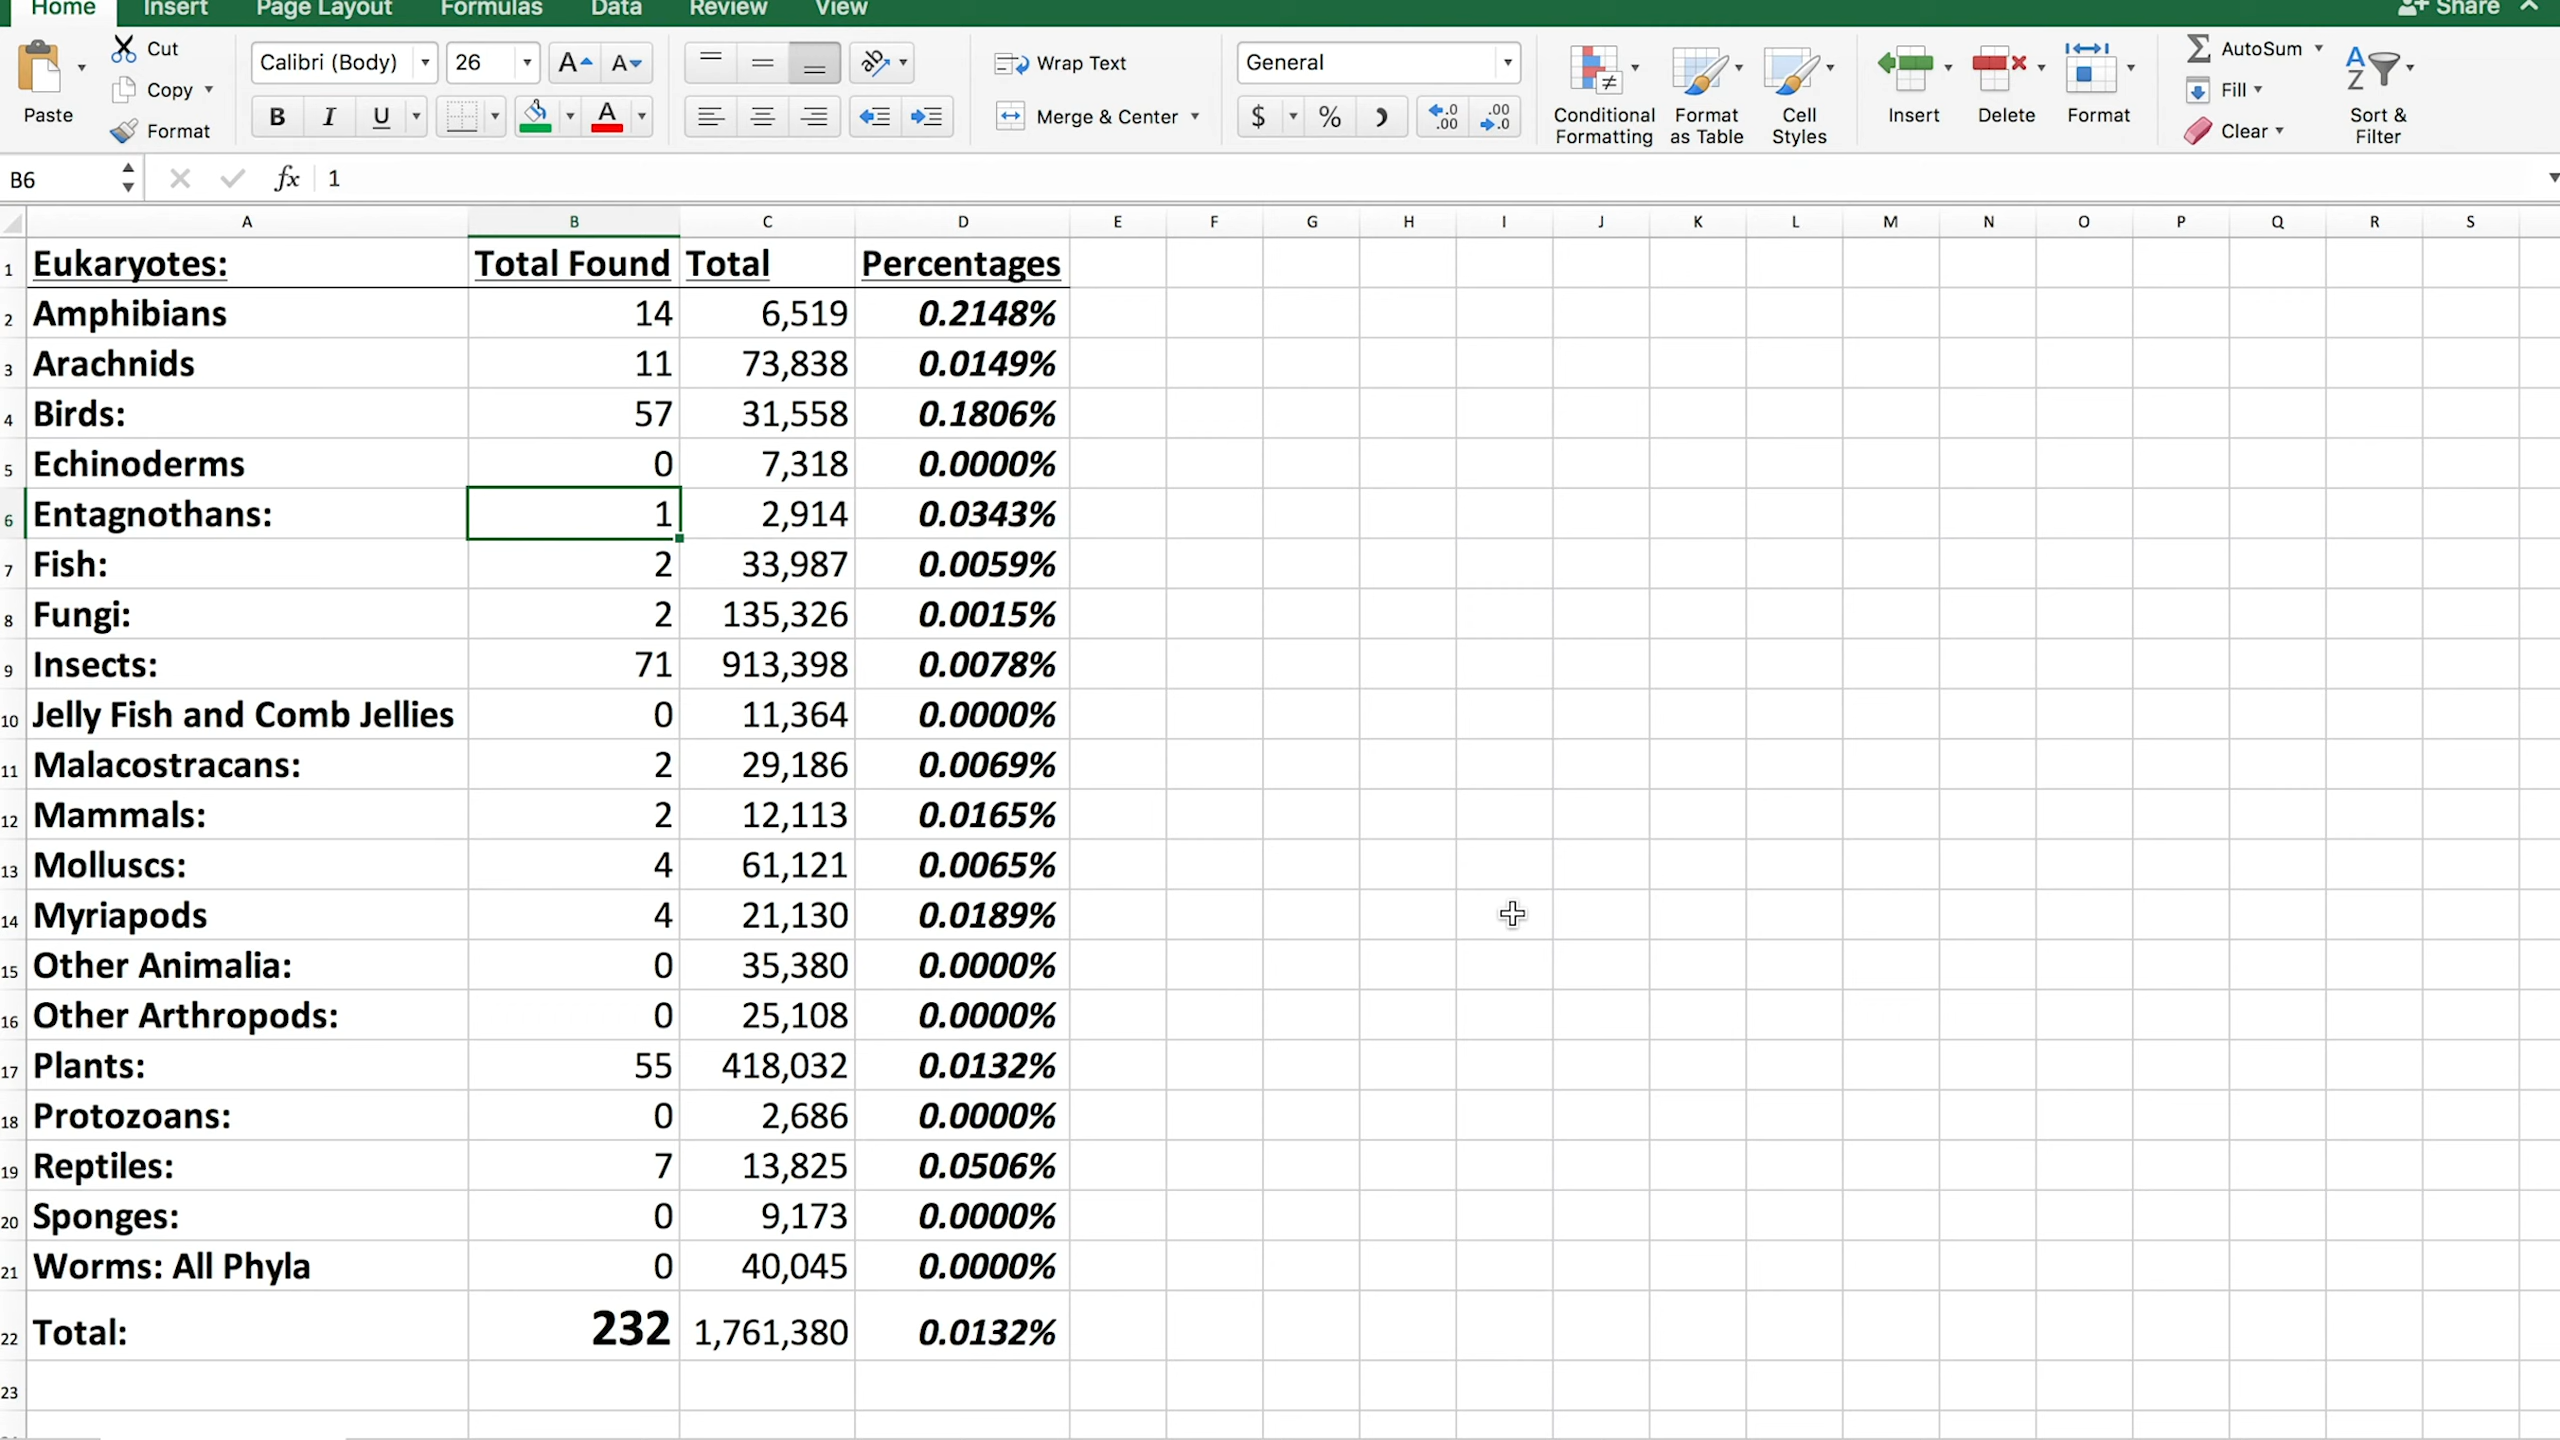 Home Insert Page Layout Formulas Data Review View Share
Cut
Calibri (Body) 26
Wrap Text
General
AutoSum
Copy
Fill
Paste
B I U
Merge & Center
$ %
Conditional Formatting
Format as Table
Cell Styles
Insert
Delete
Format
Sort & Filter
Format
Clear
B6 fx 1
A B C D E F G H I J K L M N O P Q R S
1 Eukaryotes: Total Found Total Percentages
2 Amphibians 14 6,519 0.2148%
3 Arachnids 11 73,838 0.0149%
4 Birds: 57 31,558 0.1806%
5 Echinoderms 0 7,318 0.0000%
6 Entagnothans: 1 2,914 0.0343%
7 Fish: 2 33,987 0.0059%
8 Fungi: 2 135,326 0.0015%
9 Insects: 71 913,398 0.0078%
10 Jelly Fish and Comb Jellies 0 11,364 0.0000%
11 Malacostracans: 2 29,186 0.0069%
12 Mammals: 2 12,113 0.0165%
13 Molluscs: 4 61,121 0.0065%
14 Myriapods 4 21,130 0.0189%
15 Other Animalia: 0 35,380 0.0000%
16 Other Arthropods: 0 25,108 0.0000%
17 Plants: 55 418,032 0.0132%
18 Protozoans: 0 2,686 0.0000%
19 Reptiles: 7 13,825 0.0506%
20 Sponges: 0 9,173 0.0000%
21 Worms: All Phyla 0 40,045 0.0000%
22 Total: 232 1,761,380 0.0132%
23